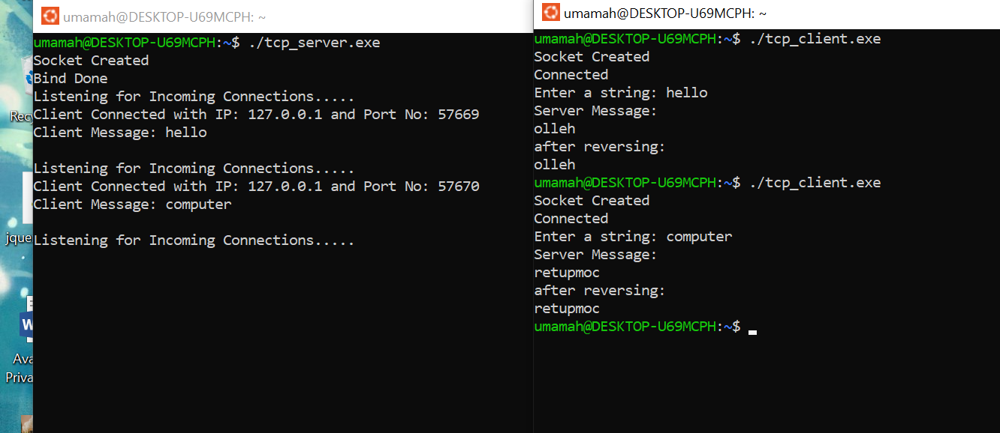 umamah@DESKTOP-U69MCPH: ~
umamah@DESKTOP-U69MCPH:~$ ./tcp_server.exe
Socket Created
Bind Done
Listening for Incoming Connections.....
Client Connected with IP: 127.0.0.1 and Port No: 57669
Client Message: hello
Listening for Incoming Connections.....
Client Connected with IP: 127.0.0.1 and Port No: 57670
Client Message: computer
Listening for Incoming Connections.....
umamah@DESKTOP-U69MCPH: ~
umamah@DESKTOP-U69MCPH:~$ ./tcp_client.exe
Socket Created
Connected
Enter a string: hello
Server Message:
olleh
after reversing:
olleh
umamah@DESKTOP-U69MCPH:~$ ./tcp_client.exe
Socket Created
Connected
Enter a string: computer
Server Message:
retupmoc
after reversing:
retupmoc
umamah@DESKTOP-U69MCPH:~$